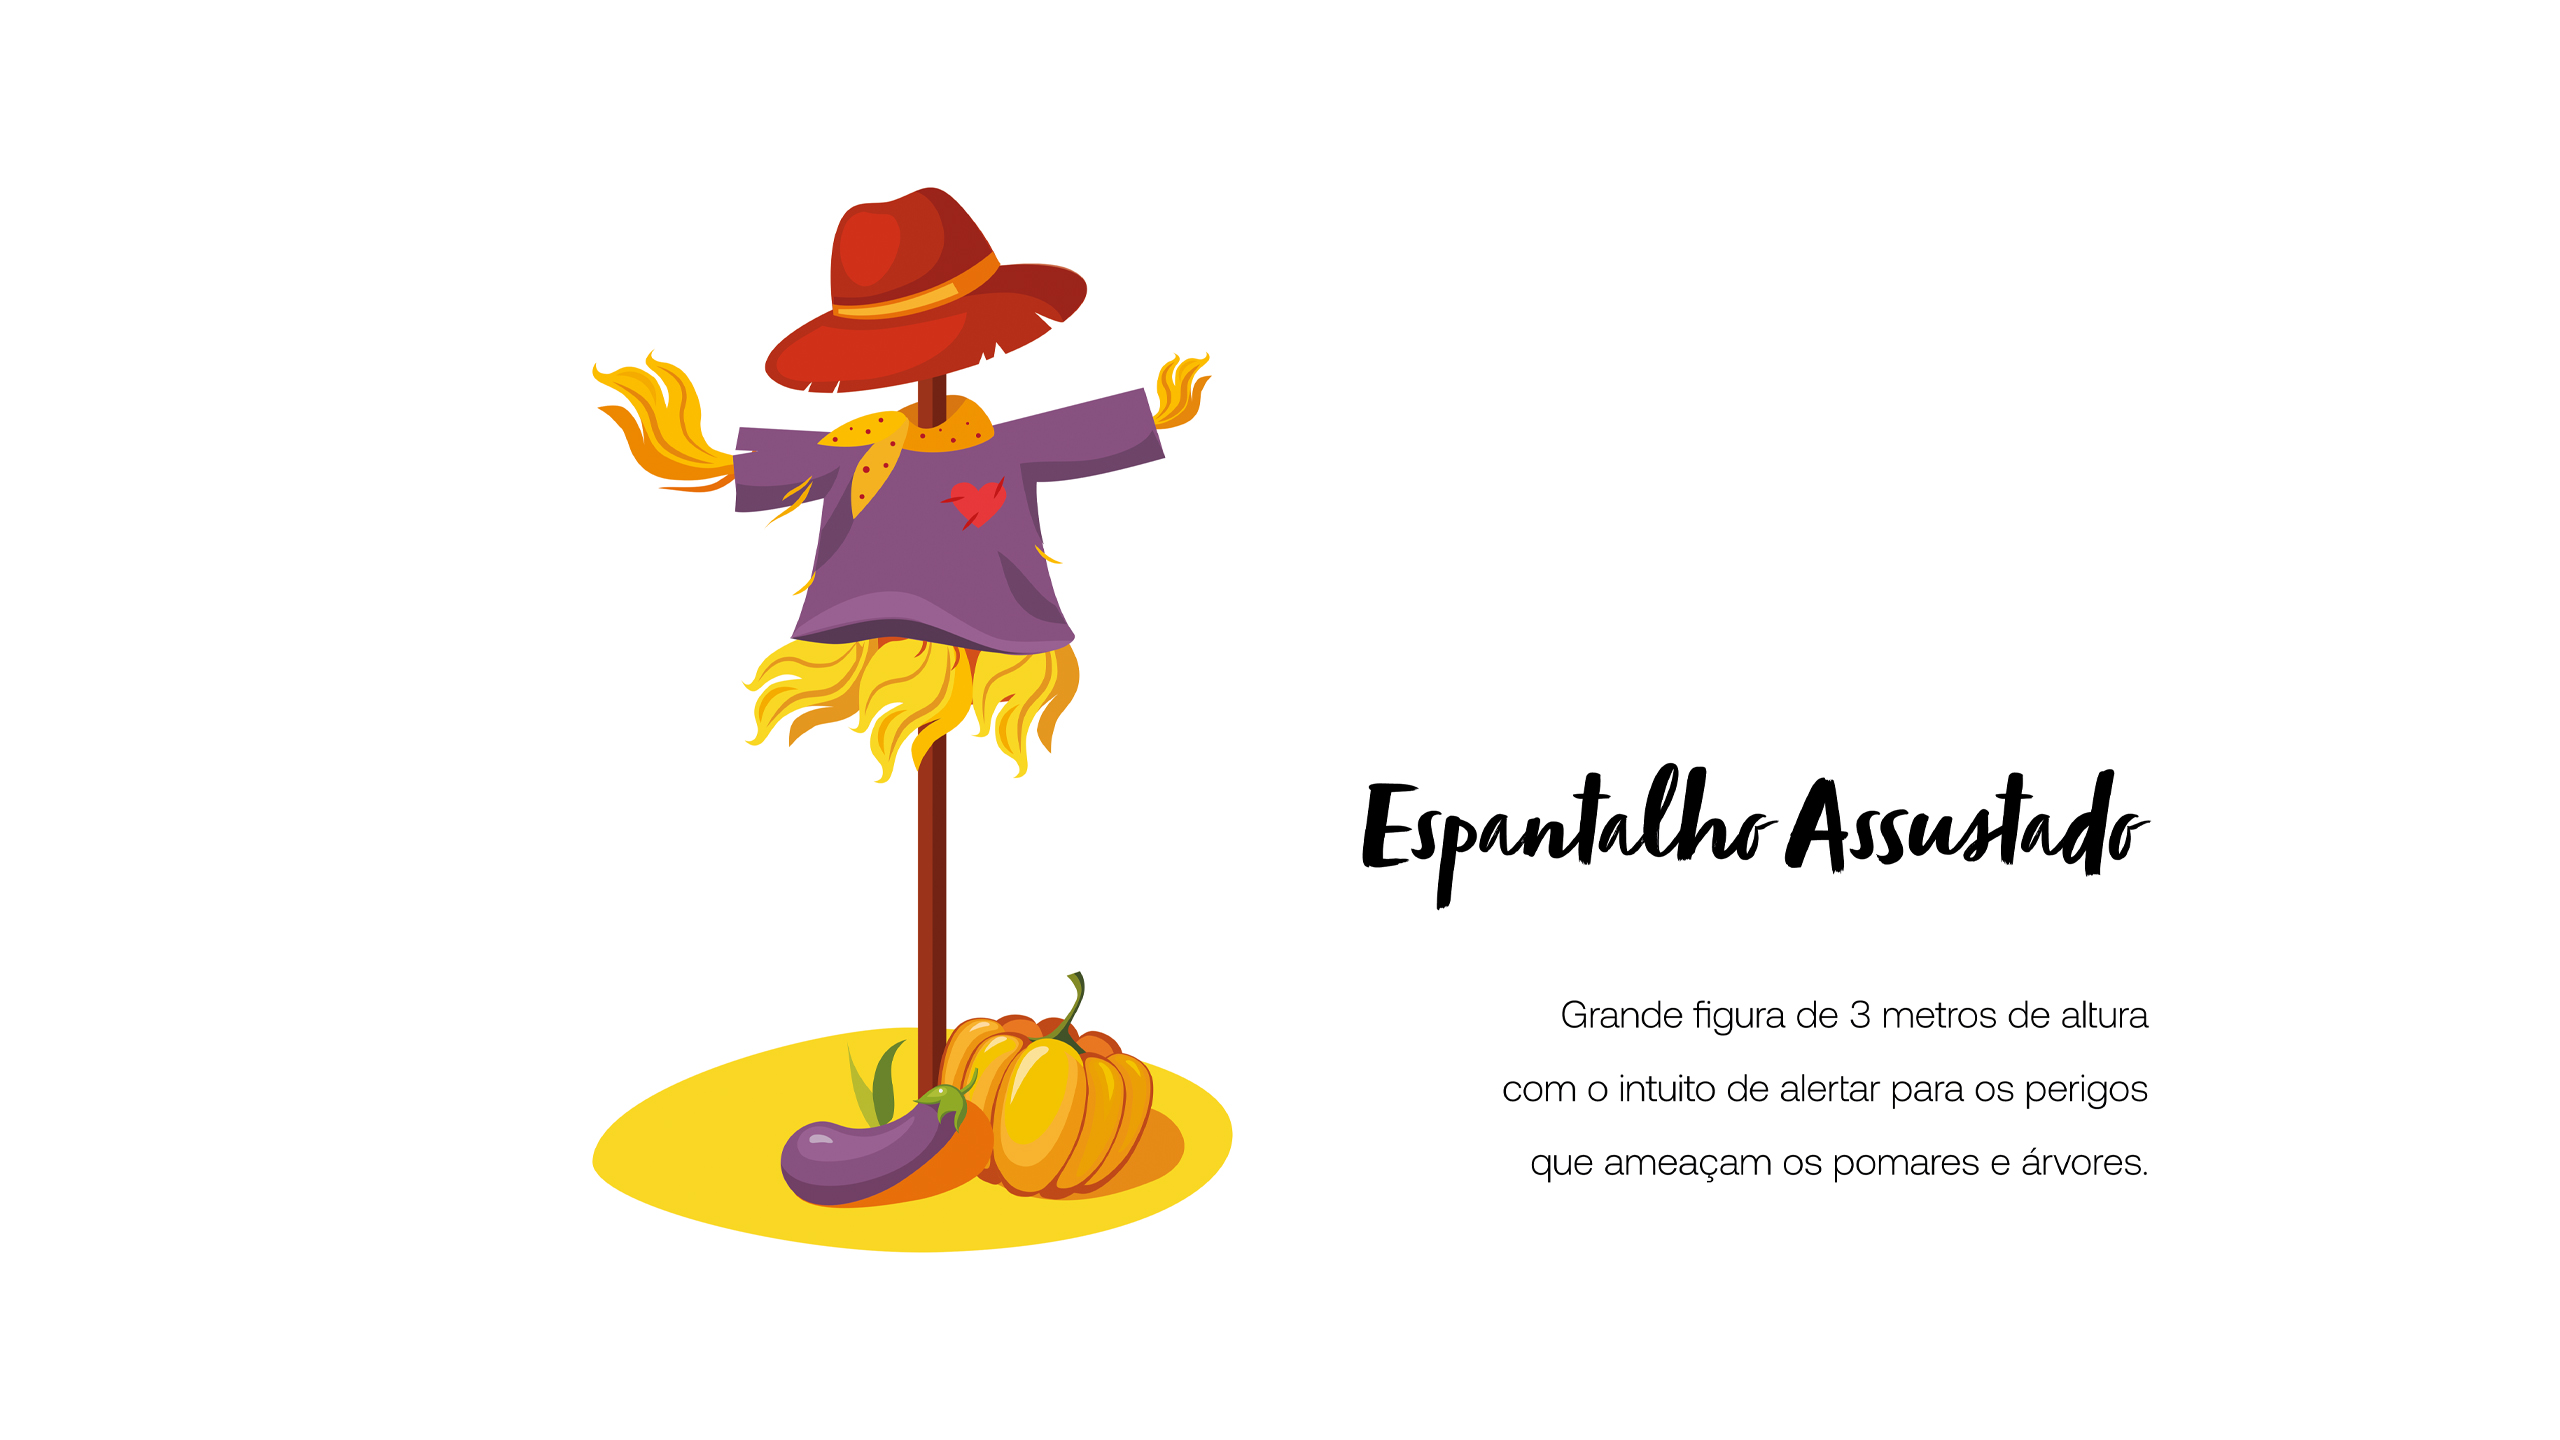 Espantalho Assustado
Grande figura de 3 metros de altura
com o intuito de alertar para os perigos
que ameaçam os pomares e árvores.